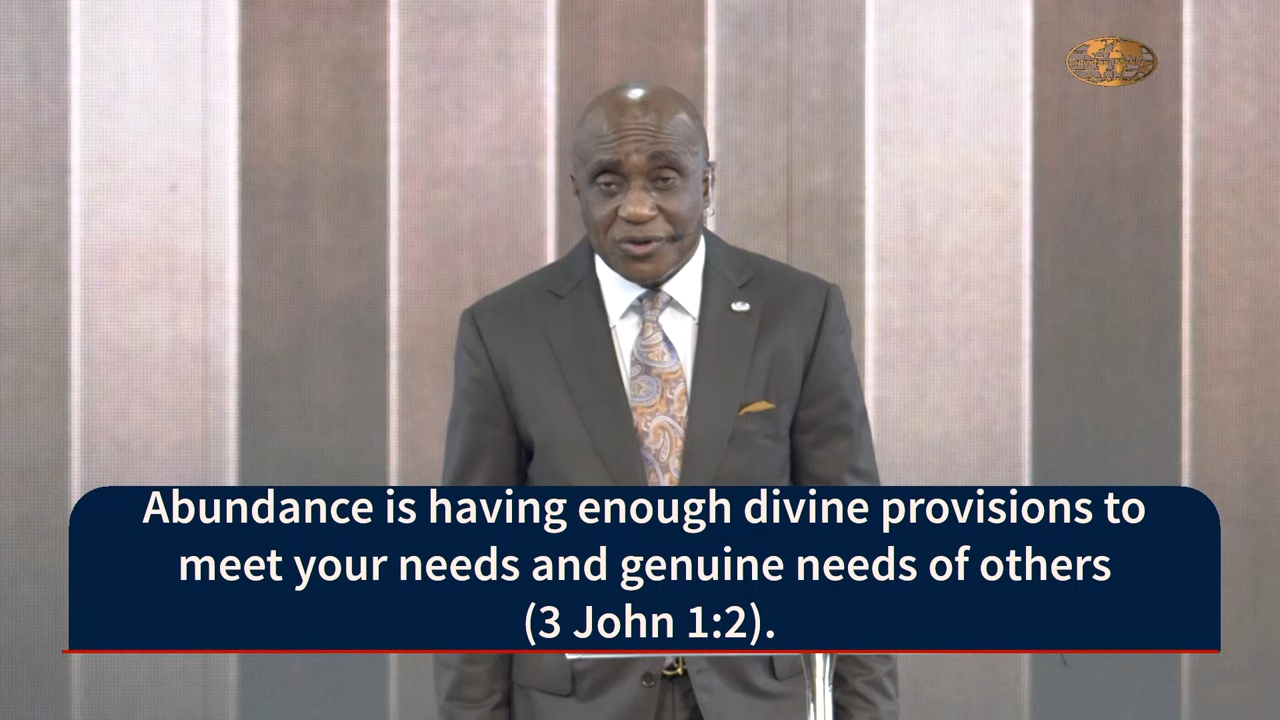 Abundance is having enough divine provisions to
meet your needs and genuine needs of others
(3 John 1:2).